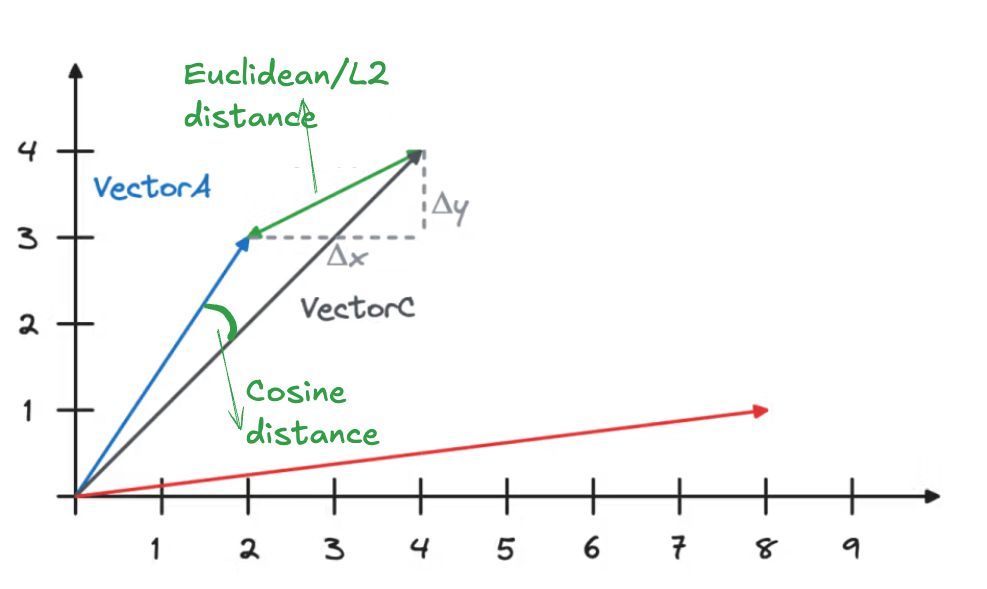 Euclidean/L2
distance
4
VectorA
Δy
3
Δx
VectorC
2
Cosine
1
distance
1 2 3 4 5 6 7 8 9